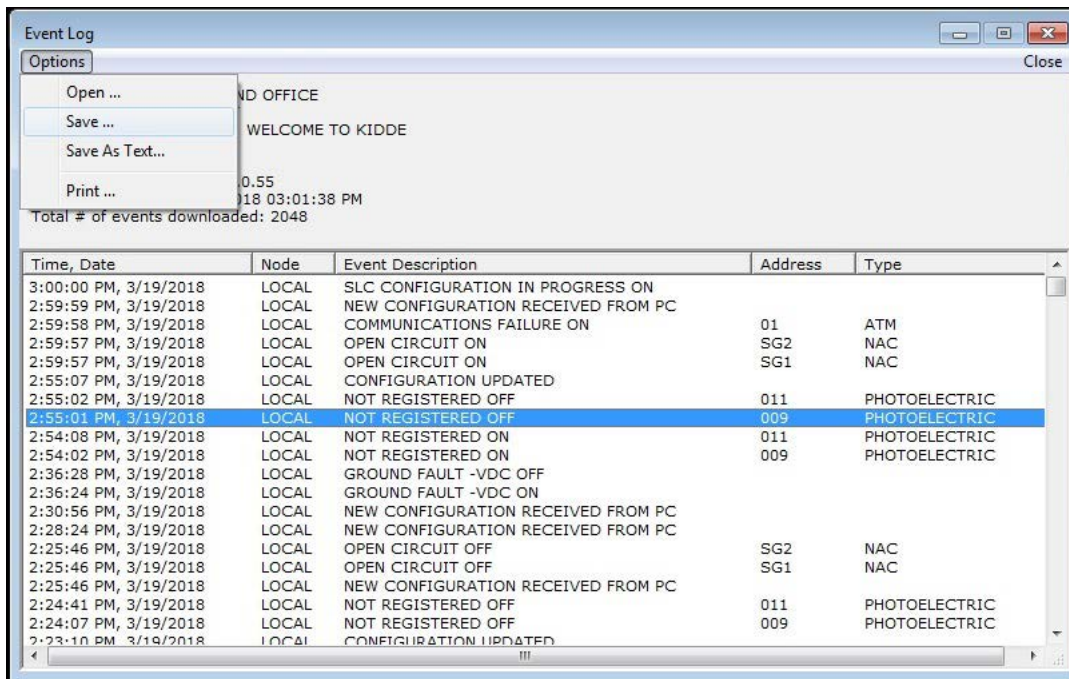 Event Log
Options Close
Open ...
Save ...
Save As Text...
Print ...
ND OFFICE
WELCOME TO KIDDE
0.55
018 03:01:38 PM
Total # of events downloaded: 2048
Time, Date Node Event Description Address Type
3:00:00 PM, 3/19/2018 LOCAL SLC CONFIGURATION IN PROGRESS ON
2:59:59 PM, 3/19/2018 LOCAL NEW CONFIGURATION RECEIVED FROM PC
2:59:58 PM, 3/19/2018 LOCAL COMMUNICATIONS FAILURE ON 01 ATM
2:59:57 PM, 3/19/2018 LOCAL OPEN CIRCUIT ON SG2 NAC
2:59:57 PM, 3/19/2018 LOCAL OPEN CIRCUIT ON SG1 NAC
2:55:07 PM, 3/19/2018 LOCAL CONFIGURATION UPDATED
2:55:02 PM, 3/19/2018 LOCAL NOT REGISTERED OFF 011 PHOTOELECTRIC
2:55:01 PM, 3/19/2018 LOCAL NOT REGISTERED OFF 009 PHOTOELECTRIC
2:54:08 PM, 3/19/2018 LOCAL NOT REGISTERED ON 011 PHOTOELECTRIC
2:54:02 PM, 3/19/2018 LOCAL NOT REGISTERED ON 009 PHOTOELECTRIC
2:36:28 PM, 3/19/2018 LOCAL GROUND FAULT -VDC OFF
2:36:24 PM, 3/19/2018 LOCAL GROUND FAULT -VDC ON
2:30:56 PM, 3/19/2018 LOCAL NEW CONFIGURATION RECEIVED FROM PC
2:28:24 PM, 3/19/2018 LOCAL NEW CONFIGURATION RECEIVED FROM PC
2:25:46 PM, 3/19/2018 LOCAL OPEN CIRCUIT OFF SG2 NAC
2:25:46 PM, 3/19/2018 LOCAL OPEN CIRCUIT OFF SG1 NAC
2:25:46 PM, 3/19/2018 LOCAL NEW CONFIGURATION RECEIVED FROM PC
2:24:41 PM, 3/19/2018 LOCAL NOT REGISTERED OFF 011 PHOTOELECTRIC
2:24:07 PM, 3/19/2018 LOCAL NOT REGISTERED OFF 009 PHOTOELECTRIC
2:23:10 PM, 3/19/2018 LOCAL CONFIGURATION UPDATED